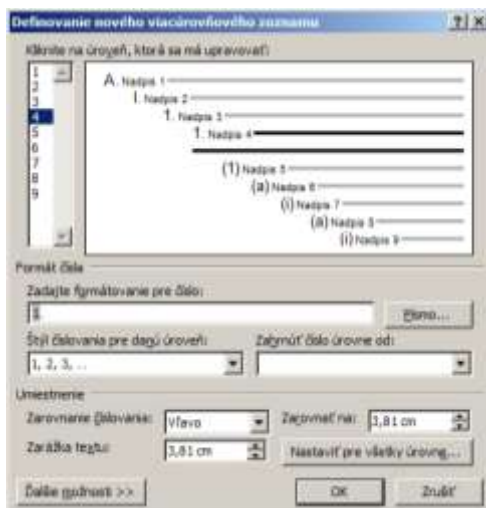 Definovanie nového viacúrovňového zoznamu
Kliknite na úroveň, ktorá sa má upravovať:
1
2
3
4
5
6
7
8
9
A. Nadpis 1
I. Nadpis 2
1. Nadpis 3
1. Nadpis 4
(1) Nadpis 5
(a) Nadpis 6
(i) Nadpis 7
(a) Nadpis 8
(i) Nadpis 9
Formát čísla
Zadajte formátovanie pre číslo:
1. Písmo...
Štýl číslovania pre danú úroveň: Zahrnúť číslo úrovne od:
1, 2, 3, ...
Umiestnenie
Zarovnanie číslovania: Vľavo Zarovnať na: 3,81 cm
Zarážka textu: 3,81 cm Nastaviť pre všetky úrovne...
Ďalšie možnosti >> OK Zrušiť